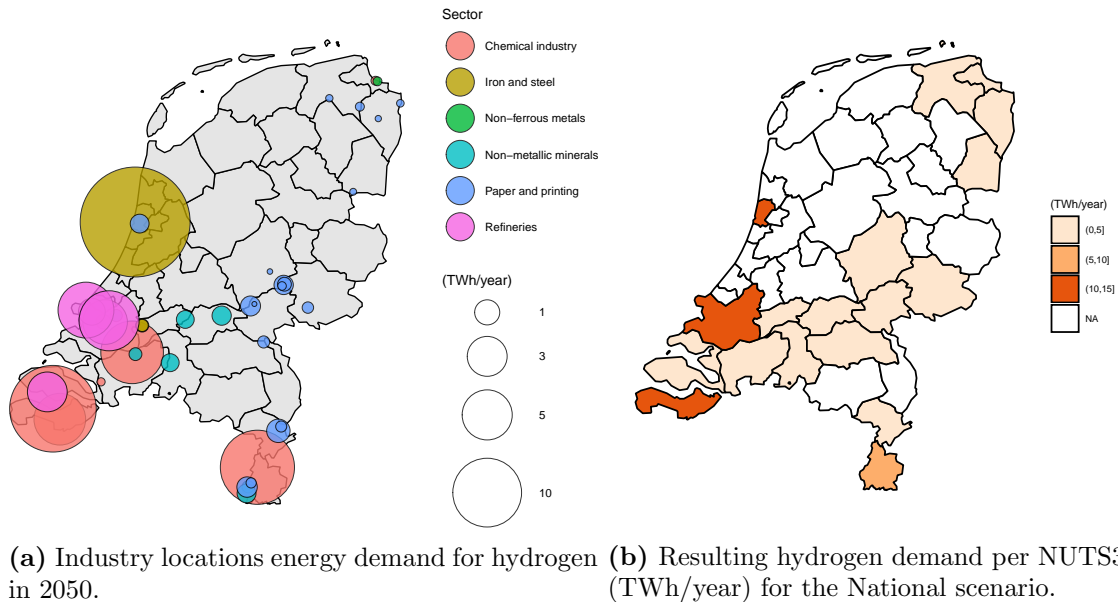 Sector
Chemical industry
Iron and steel
Non−ferrous metals
Non−metallic minerals
Paper and printing
Refineries
(TWh/year)
1
3
5
10
(TWh/year)
(0,5]
(5,10]
(10,15]
NA
(a) Industry locations energy demand for hydrogen
in 2050.
(b) Resulting hydrogen demand per NUTS3
(TWh/year) for the National scenario.